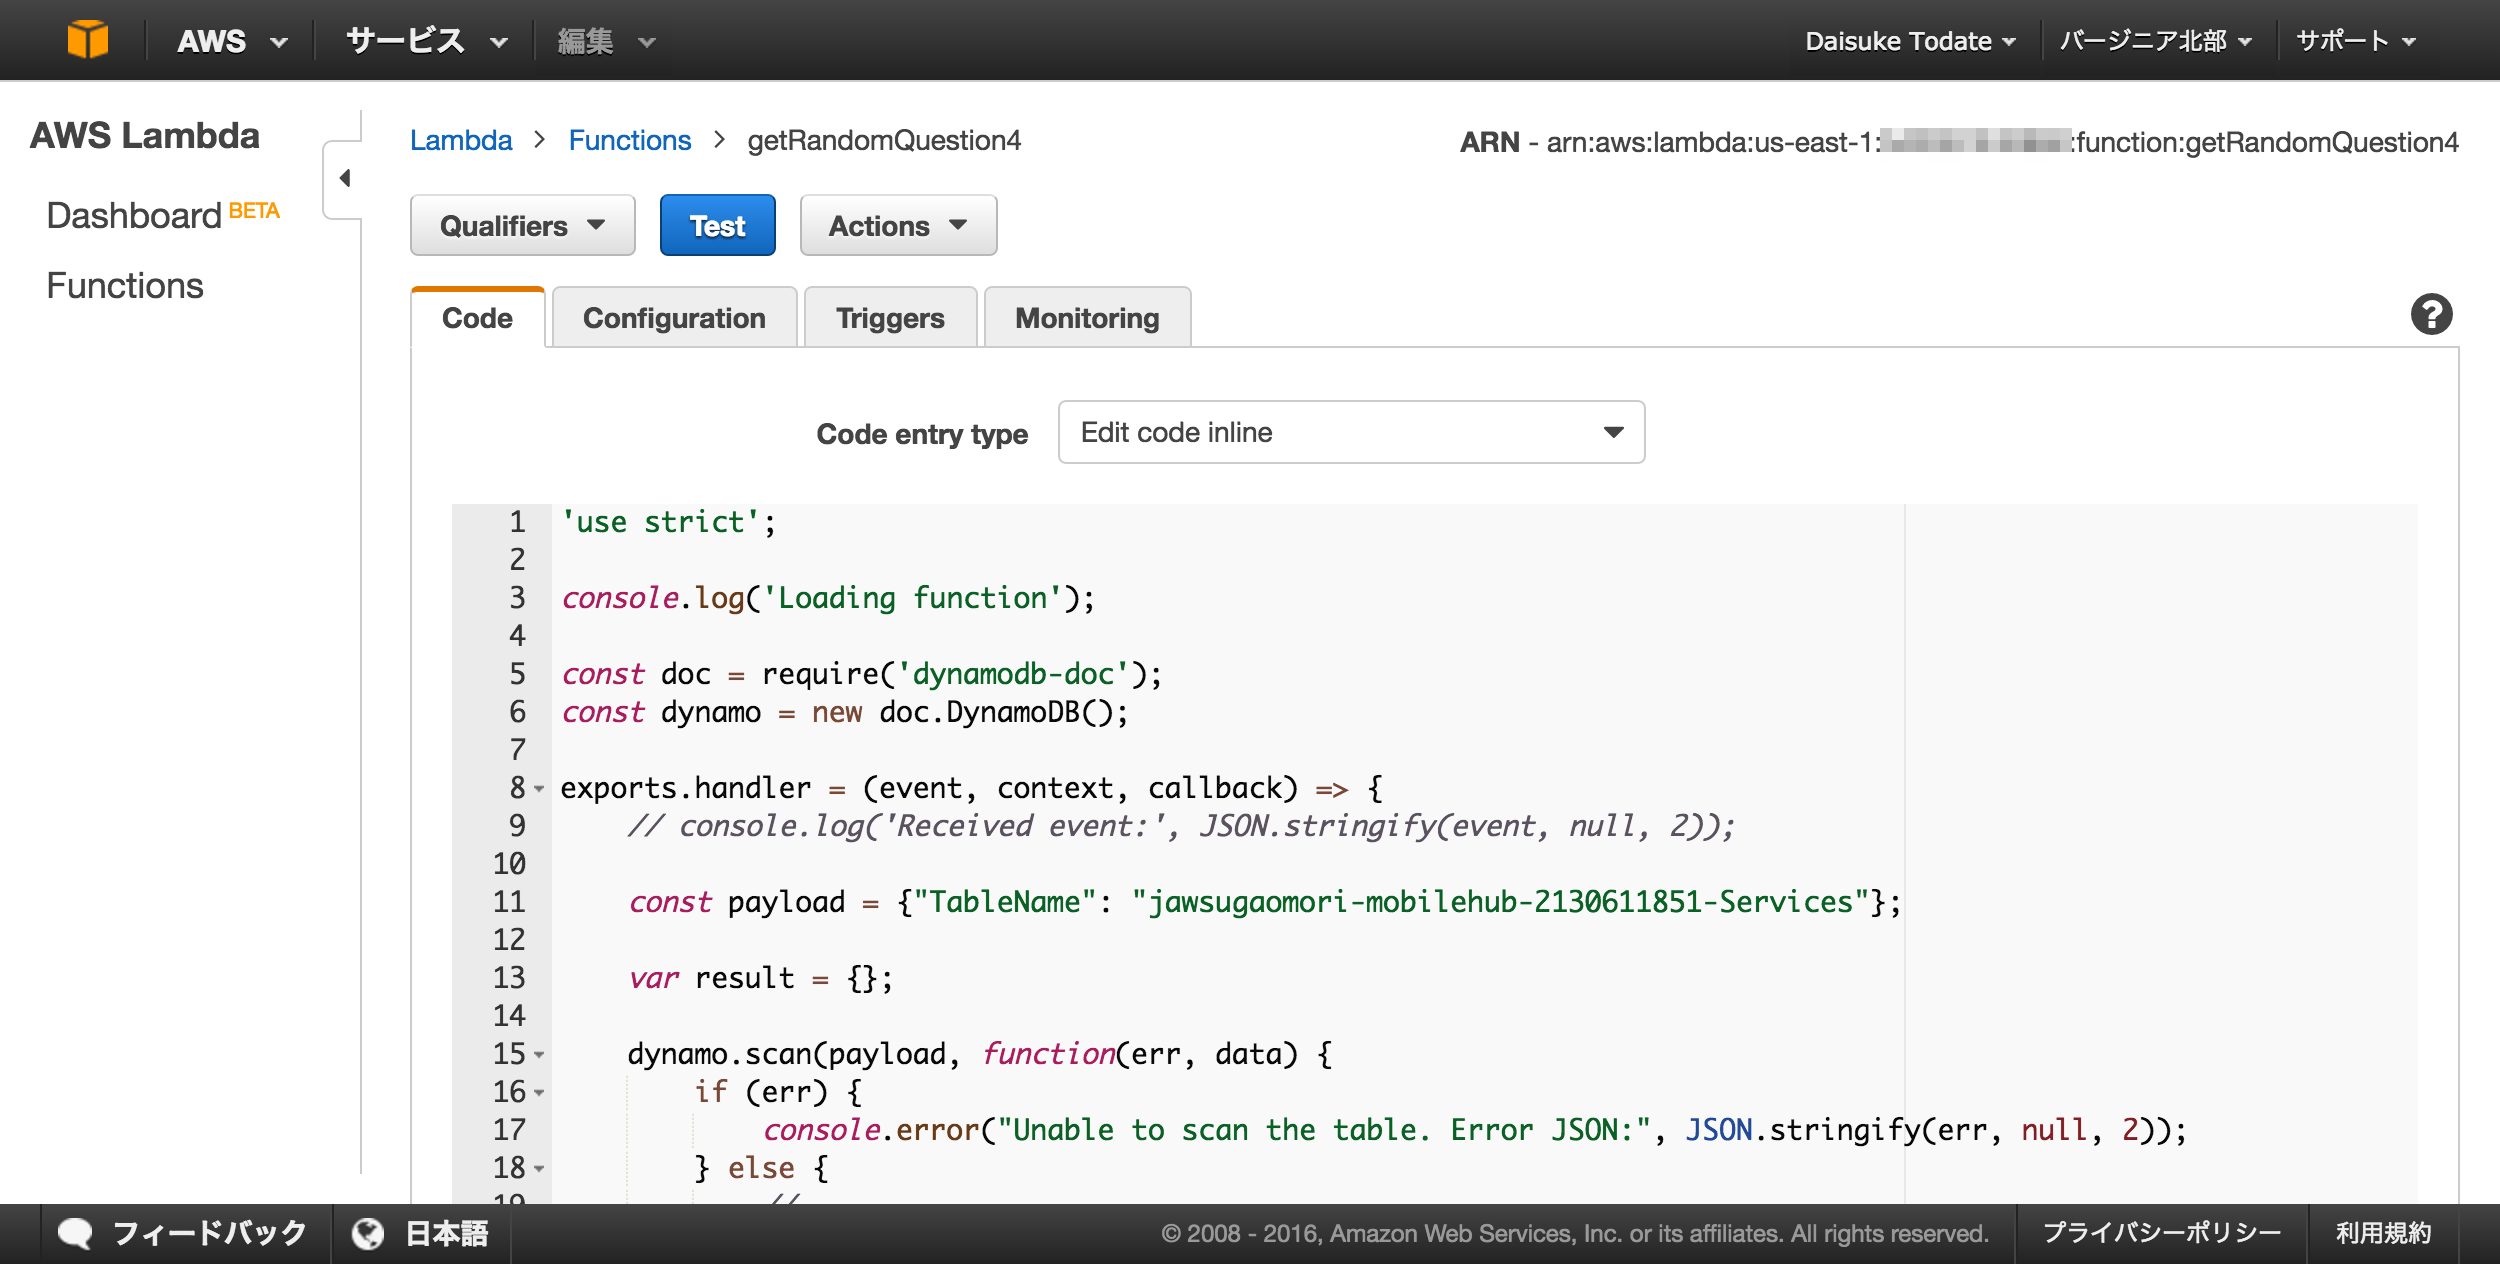 AWS サービス 編集 Daisuke Todate バージニア北部 サポート
AWS Lambda
Dashboard BETA
Functions
Lambda > Functions > getRandomQuestion4
ARN - arn:aws:lambda:us-east-1: :function:getRandomQuestion4
Qualifiers Test Actions
Code Configuration Triggers Monitoring
?
Code entry type Edit code inline
1 'use strict';
2
3 console.log('Loading function');
4
5 const doc = require('dynamodb-doc');
6 const dynamo = new doc.DynamoDB();
7
8 exports.handler = (event, context, callback) => {
9 // console.log('Received event:', JSON.stringify(event, null, 2));
10
11 const payload = {"TableName": "jawsugaomori-mobilehub-2130611851-Services"};
12
13 var result = {};
14
15 dynamo.scan(payload, function(err, data) {
16 if (err) {
17 console.error("Unable to scan the table. Error JSON:", JSON.stringify(err, null, 2));
18 } else {
19 //
フィードバック 日本語 © 2008 - 2016, Amazon Web Services, Inc. or its affiliates. All rights reserved. プライバシーポリシー 利用規約